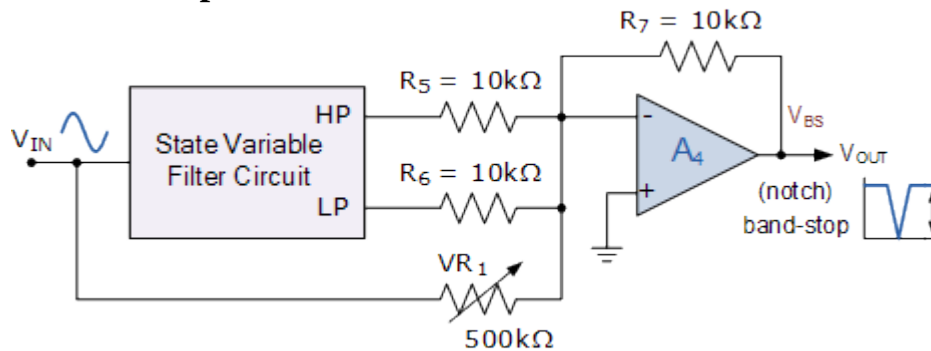 R7 = 10kΩ
R5 = 10kΩ
HP
-
VBS
VIN
State Variable
Filter Circuit
A4
VOUT
R6 = 10kΩ
+
(notch)
LP
band-stop
VR1
500kΩ